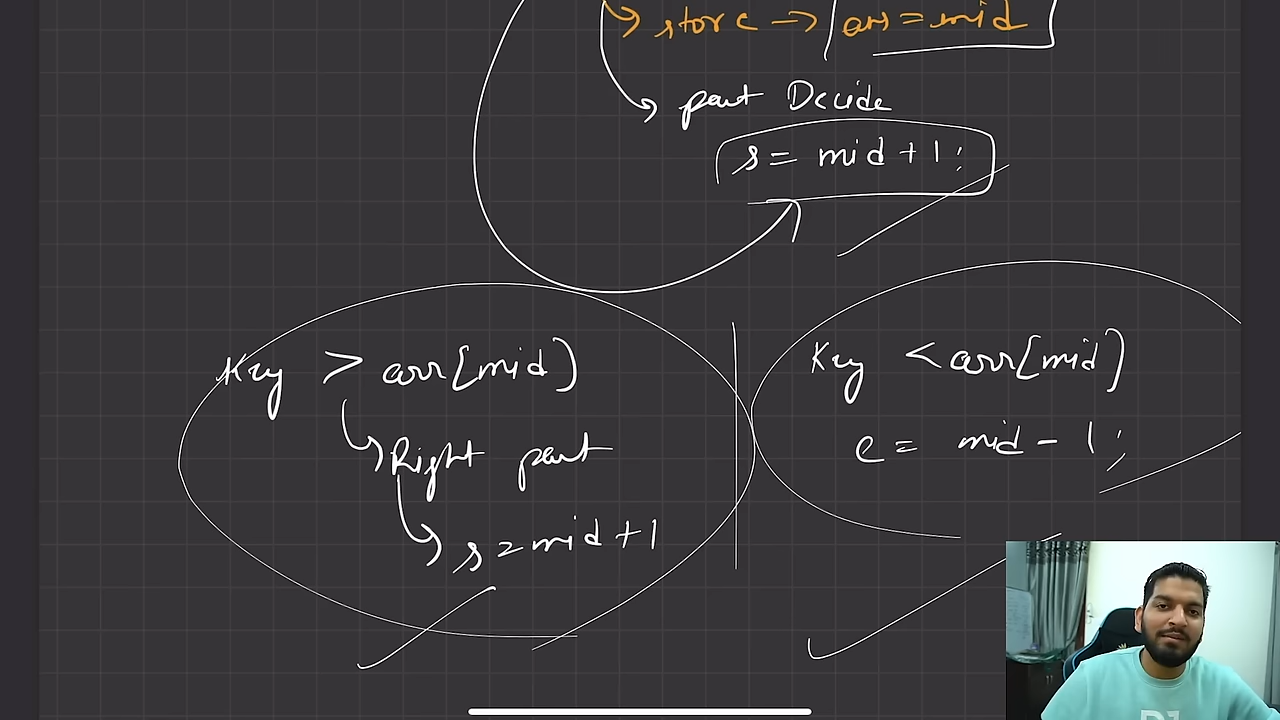 store → ans = mid
part Decide
s = mid + 1;
Key > arr[mid)
Right part
s = mid + 1
Key < arr[mid)
e = mid - 1;